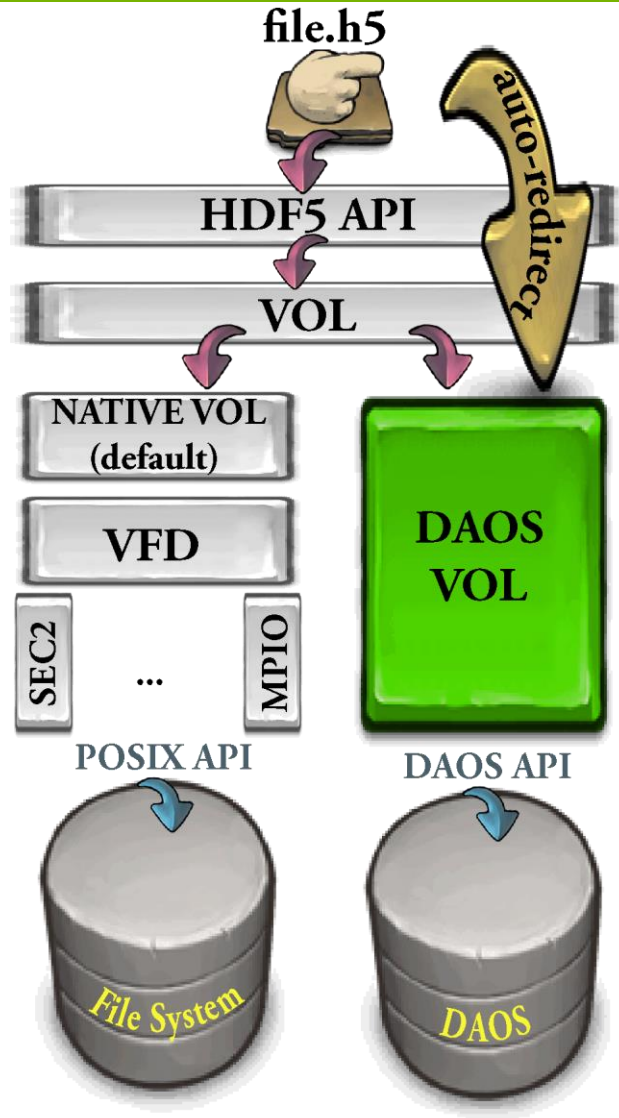 file.h5
auto-redirect
HDF5 API
VOL
NATIVE VOL
(default)
DAOS
VOL
VFD
SEC2
...
MPIO
POSIX API
DAOS API
File System
DAOS